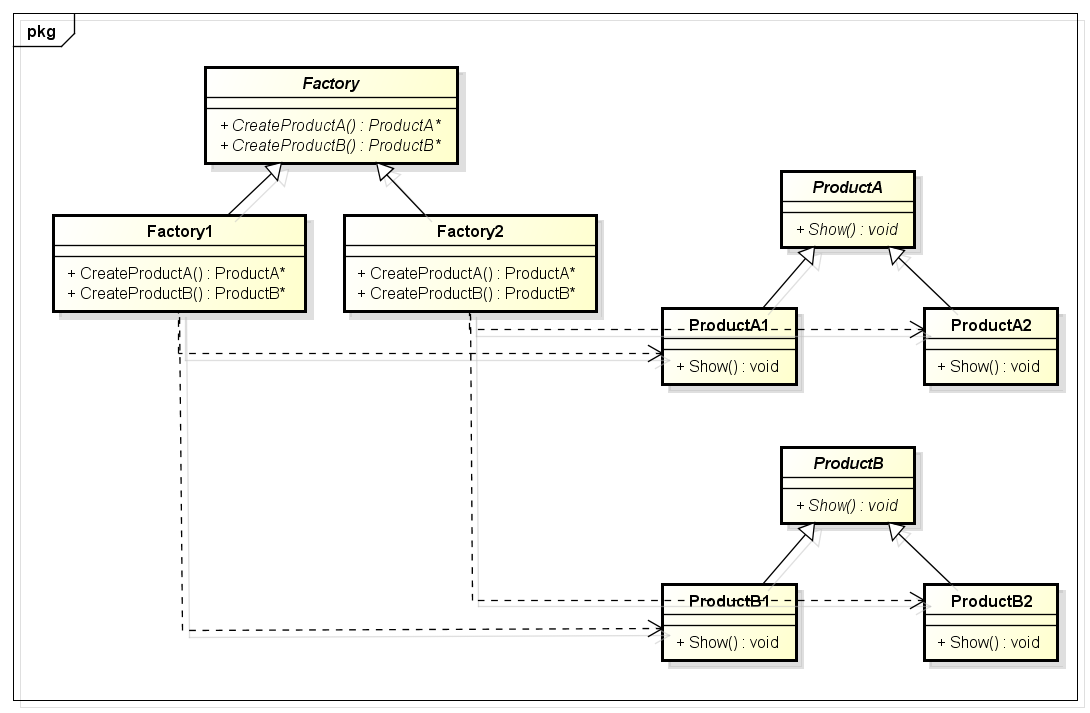 pkg
Factory
+ CreateProductA() : ProductA*
+ CreateProductB() : ProductB*
Factory1
+ CreateProductA() : ProductA*
+ CreateProductB() : ProductB*
Factory2
+ CreateProductA() : ProductA*
+ CreateProductB() : ProductB*
ProductA
+ Show() : void
ProductA1
+ Show() : void
ProductA2
+ Show() : void
ProductB
+ Show() : void
ProductB1
+ Show() : void
ProductB2
+ Show() : void